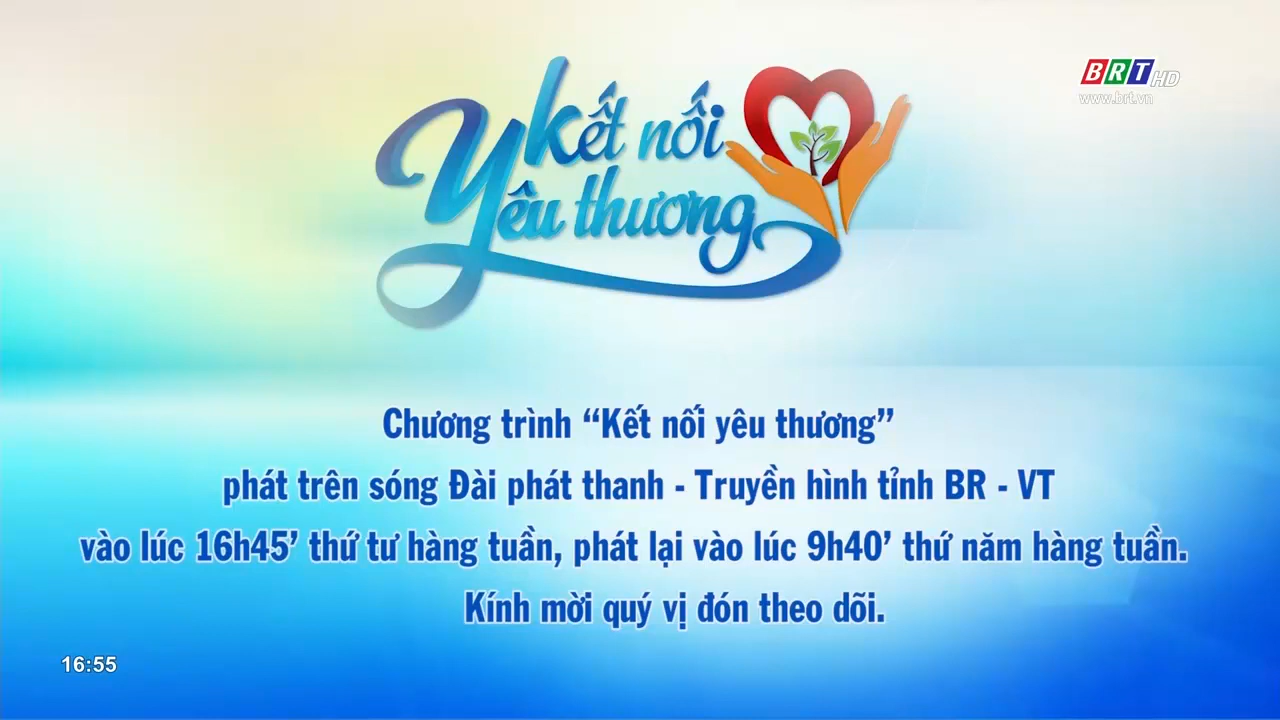 BRT HD
www.brt.vn
kết nối
Yêu thương
Chương trình “Kết nối yêu thương”
phát trên sóng Đài phát thanh - Truyền hình tỉnh BR - VT
vào lúc 16h45’ thứ tư hàng tuần, phát lại vào lúc 9h40’ thứ năm hàng tuần.
Kính mời quý vị đón theo dõi.
16:55